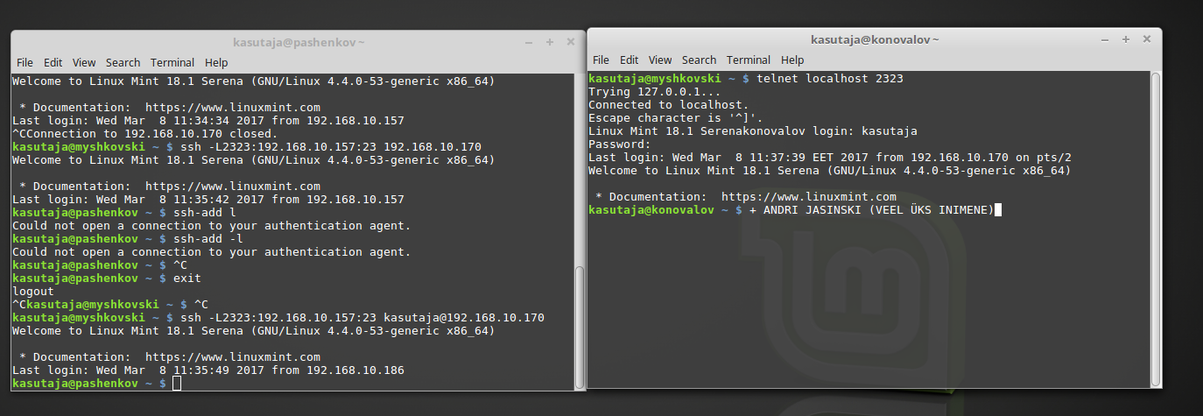 kasutaja@pashenkov ~
File Edit View Search Terminal Help
Welcome to Linux Mint 18.1 Serena (GNU/Linux 4.4.0-53-generic x86_64)
* Documentation:  https://www.linuxmint.com
Last login: Wed Mar  8 11:34:34 2017 from 192.168.10.157
^CConnection to 192.168.10.170 closed.
kasutaja@myshkovski ~ $ ssh -L2323:192.168.10.157:23 192.168.10.170
Welcome to Linux Mint 18.1 Serena (GNU/Linux 4.4.0-53-generic x86_64)
* Documentation:  https://www.linuxmint.com
Last login: Wed Mar  8 11:35:42 2017 from 192.168.10.157
kasutaja@pashenkov ~ $ ssh-add l
Could not open a connection to your authentication agent.
kasutaja@pashenkov ~ $ ssh-add -l
Could not open a connection to your authentication agent.
kasutaja@pashenkov ~ $ ^C
kasutaja@pashenkov ~ $ exit
logout
^Ckasutaja@myshkovski ~ $ ^C
kasutaja@myshkovski ~ $ ssh -L2323:192.168.10.157:23 kasutaja@192.168.10.170
Welcome to Linux Mint 18.1 Serena (GNU/Linux 4.4.0-53-generic x86_64)
* Documentation:  https://www.linuxmint.com
Last login: Wed Mar  8 11:35:49 2017 from 192.168.10.186
kasutaja@pashenkov ~ $
kasutaja@konovalov ~
File Edit View Search Terminal Help
kasutaja@myshkovski ~ $ telnet localhost 2323
Trying 127.0.0.1...
Connected to localhost.
Escape character is '^]'.
Linux Mint 18.1 Serenakonovalov login: kasutaja
Password:
Last login: Wed Mar  8 11:37:39 EET 2017 from 192.168.10.170 on pts/2
Welcome to Linux Mint 18.1 Serena (GNU/Linux 4.4.0-53-generic x86_64)
* Documentation:  https://www.linuxmint.com
kasutaja@konovalov ~ $ + ANDRI JASINSKI (VEEL ÜKS INIMENE)